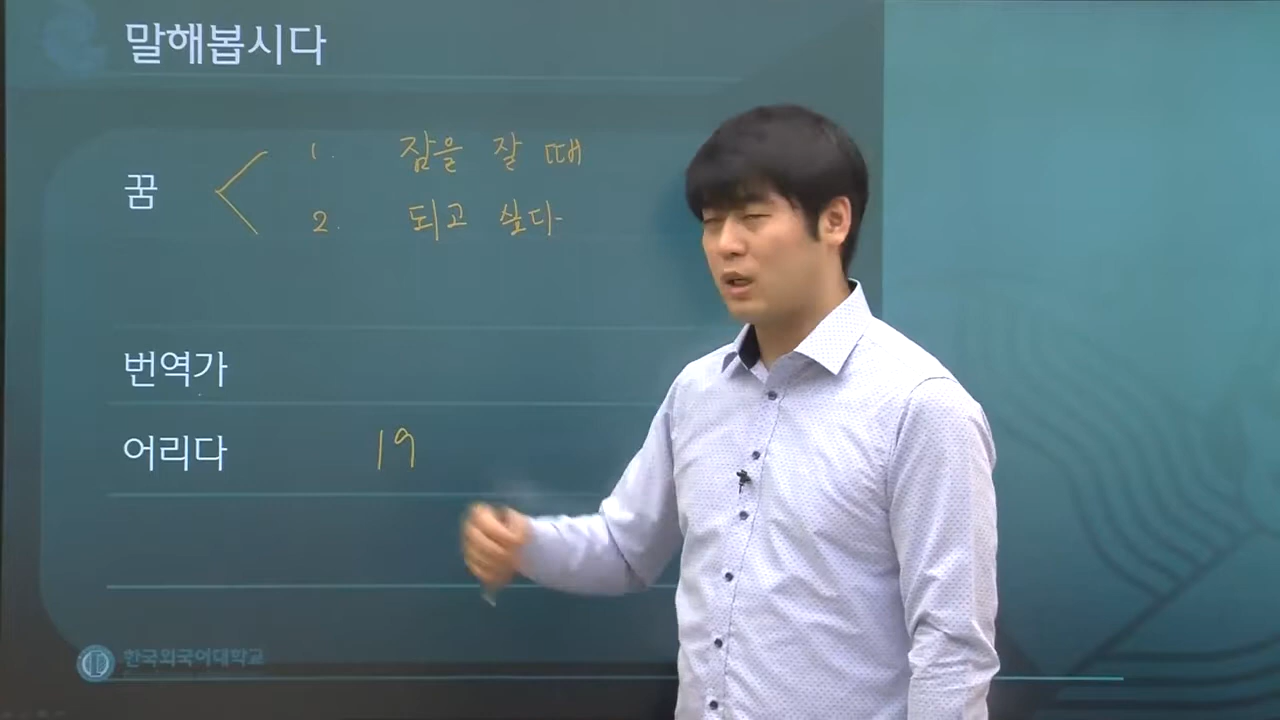 말해봅시다
1. 잠을 잘 때
꿈
2. 되고 싶다
번역가
어리다 19
한국외국어대학교